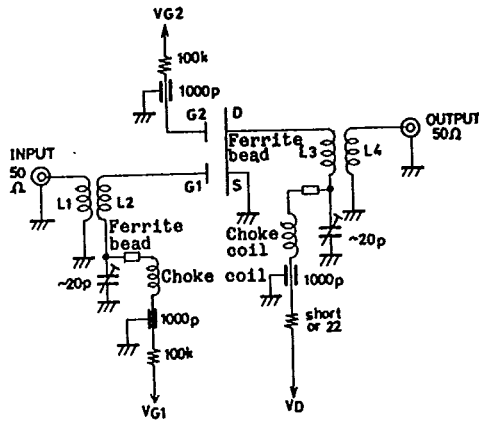 VG2
100k
1000p
G2
D
Ferrite
bead
L3
L4
OUTPUT
50Ω
INPUT
50
Ω
G1
S
L1
L2
Ferrite
bead
~20p
Choke coil
Choke
coil
~20p
1000p
1000p
100k
short
or 22
VG1
VD